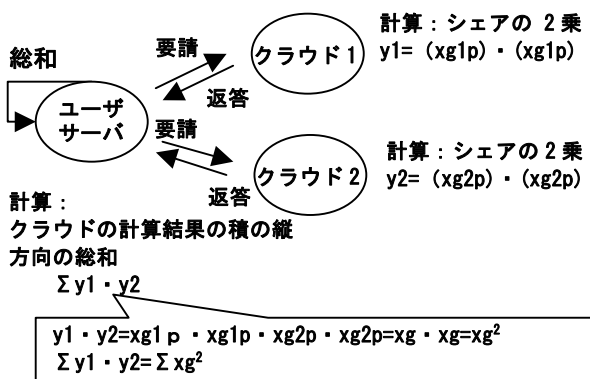 計算：シェアの 2 乗
y1=（xg1p）・（xg1p）
クラウド 1
要請
返答
総和
ユーザ
サーバ
要請
返答
クラウド 2
計算：シェアの 2 乗
y2=（xg2p）・（xg2p）
計算：
クラウドの計算結果の積の縦
方向の総和
Σy1・y2
y1・y2=xg1ｐ・xg1p・xg2p・xg2p=xg・xg=xg²
Σy1・y2=Σxg²